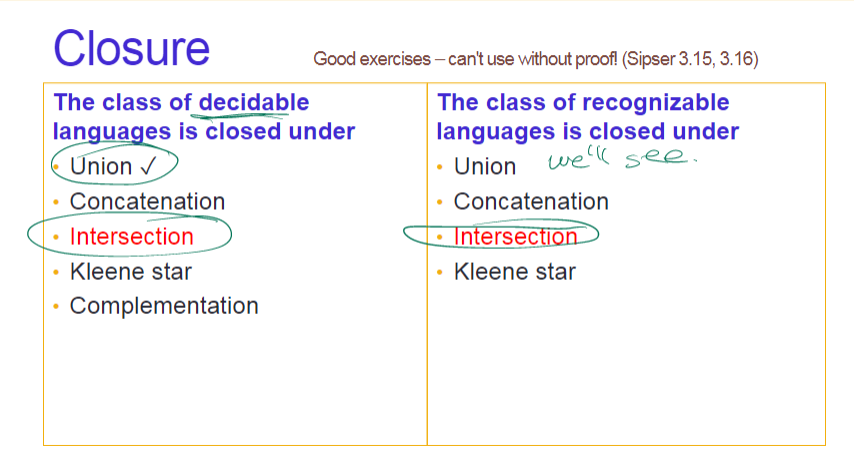 Closure
Good exercises – can't use without proof! (Sipser 3.15, 3.16)
The class of decidable
languages is closed under
• Union ✓
• Concatenation
• Intersection
• Kleene star
• Complementation
The class of recognizable
languages is closed under
• Union we'll see.
• Concatenation
• Intersection
• Kleene star